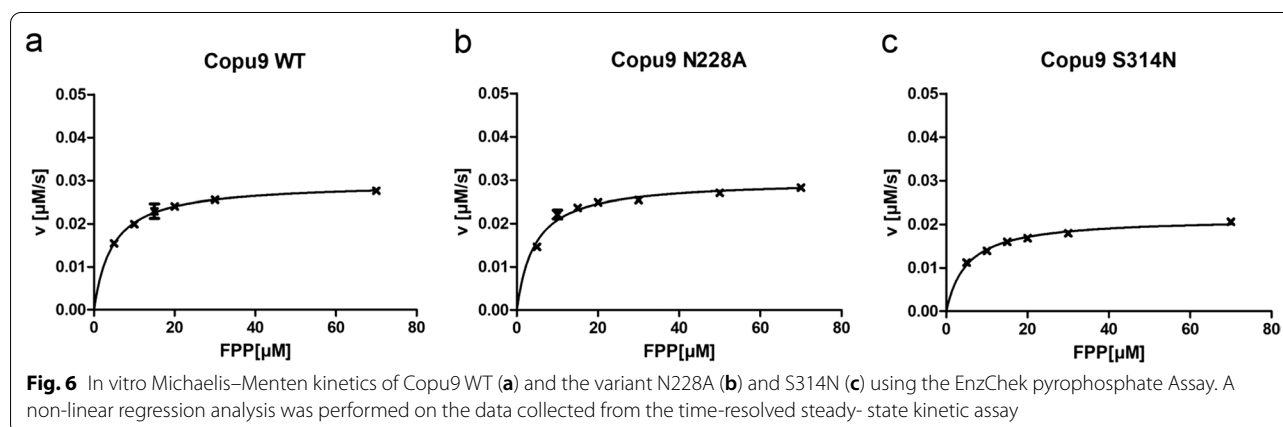 a
Copu9 WT
0.05
0.04
0.03
0.02
0.01
0.00
v [µM/s]
0 20 40 60 80
FPP[µM]
b
Copu9 N228A
0.05
0.04
0.03
0.02
0.01
0.00
v [µM/s]
0 20 40 60 80
FPP[µM]
c
Copu9 S314N
0.05
0.04
0.03
0.02
0.01
0.00
v [µM/s]
0 20 40 60 80
FPP[µM]
Fig. 6 In vitro Michaelis–Menten kinetics of Copu9 WT (a) and the variant N228A (b) and S314N (c) using the EnzChek pyrophosphate Assay. A
non-linear regression analysis was performed on the data collected from the time-resolved steady- state kinetic assay